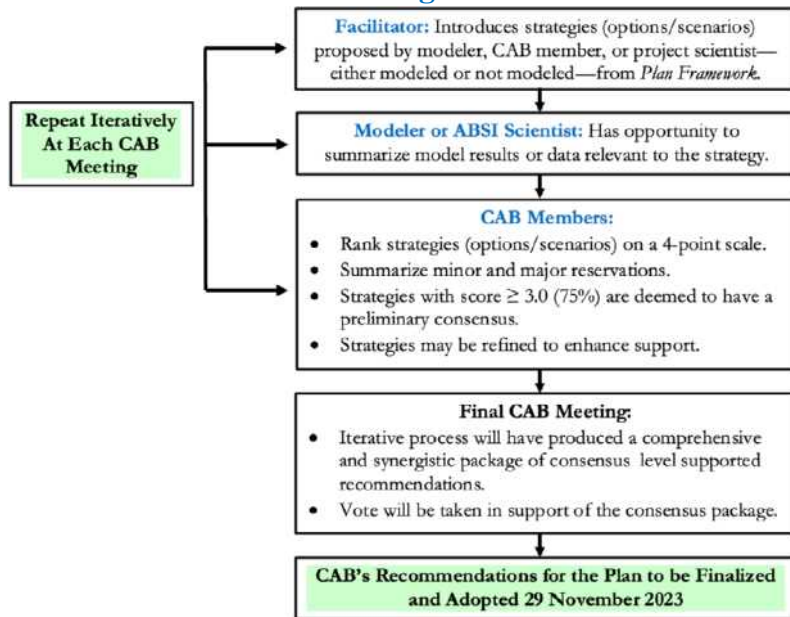 Facilitator: Introduces strategies (options/scenarios)
proposed by modeler, CAB member, or project scientist—
either modeled or not modeled—from Plan Framework.
Repeat Iteratively
At Each CAB
Meeting
Modeler or ABSI Scientist: Has opportunity to
summarize model results or data relevant to the strategy.
CAB Members:
• Rank strategies (options/scenarios) on a 4-point scale.
• Summarize minor and major reservations.
• Strategies with score ≥ 3.0 (75%) are deemed to have a
preliminary consensus.
• Strategies may be refined to enhance support.
Final CAB Meeting:
• Iterative process will have produced a comprehensive
and synergistic package of consensus level supported
recommendations.
• Vote will be taken in support of the consensus package.
CAB's Recommendations for the Plan to be Finalized
and Adopted 29 November 2023